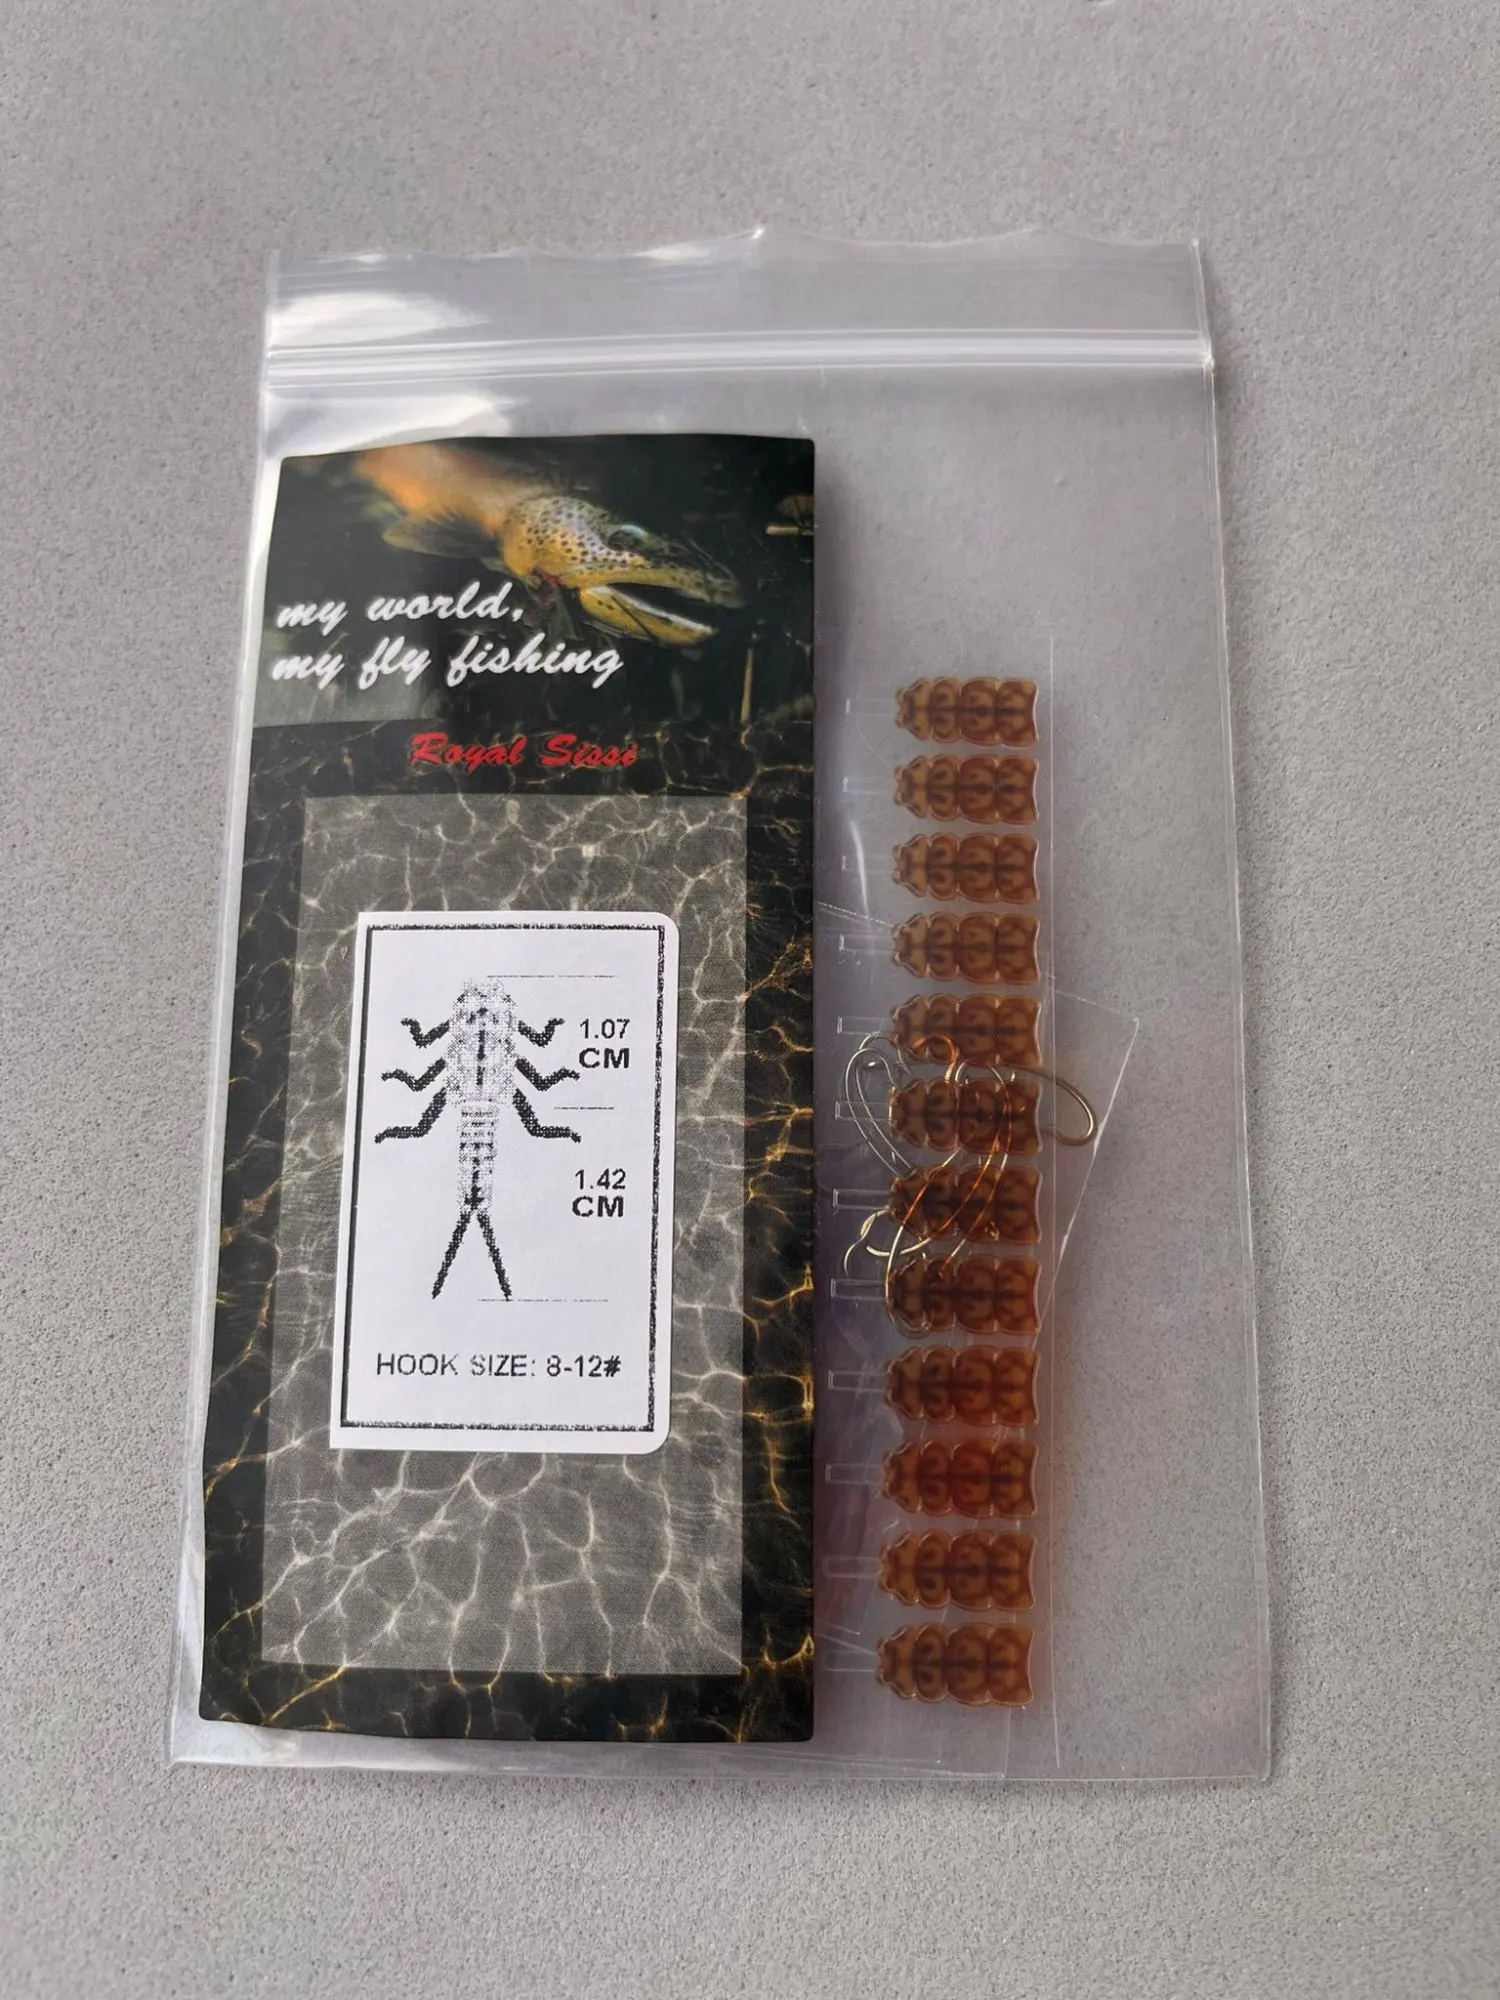 my world,
my fly fishing
Royal Sissi
1.07
CM
1.42
CM
HOOK SIZE: 8-12#